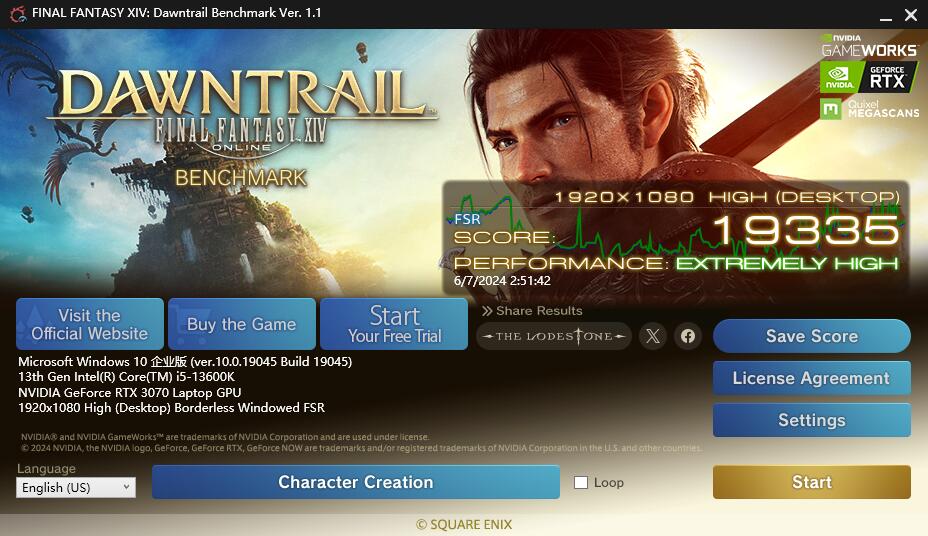 FINAL FANTASY XIV: Dawntrail Benchmark Ver. 1.1
NVIDIA
GAMEWORKS
NVIDIA.
GEFORCE
RTX
Quixel
MEGASCANS
DAWNTRAIL™
FINAL FANTASY XIV
ONLINE
BENCHMARK
1920×1080 HIGH (DESKTOP)
FSR
SCORE: 19335
PERFORMANCE: EXTREMELY HIGH
6/7/2024 2:51:42
Visit the
Official Website
Buy the Game
Start
Your Free Trial
Share Results
THE LODESTONE
Save Score
License Agreement
Settings
Microsoft Windows 10 企业版 (ver.10.0.19045 Build 19045)
13th Gen Intel(R) Core(TM) i5-13600K
NVIDIA GeForce RTX 3070 Laptop GPU
1920x1080 High (Desktop) Borderless Windowed FSR
NVIDIA® and NVIDIA GameWorks™ are trademarks of NVIDIA Corporation and are used under license.
© 2024 NVIDIA, the NVIDIA logo, GeForce, GeForce RTX, GeForce NOW are trademarks and/or registered trademarks of NVIDIA Corporation in the U.S. and other countries.
Language
English (US)
Character Creation
Loop
Start
© SQUARE ENIX